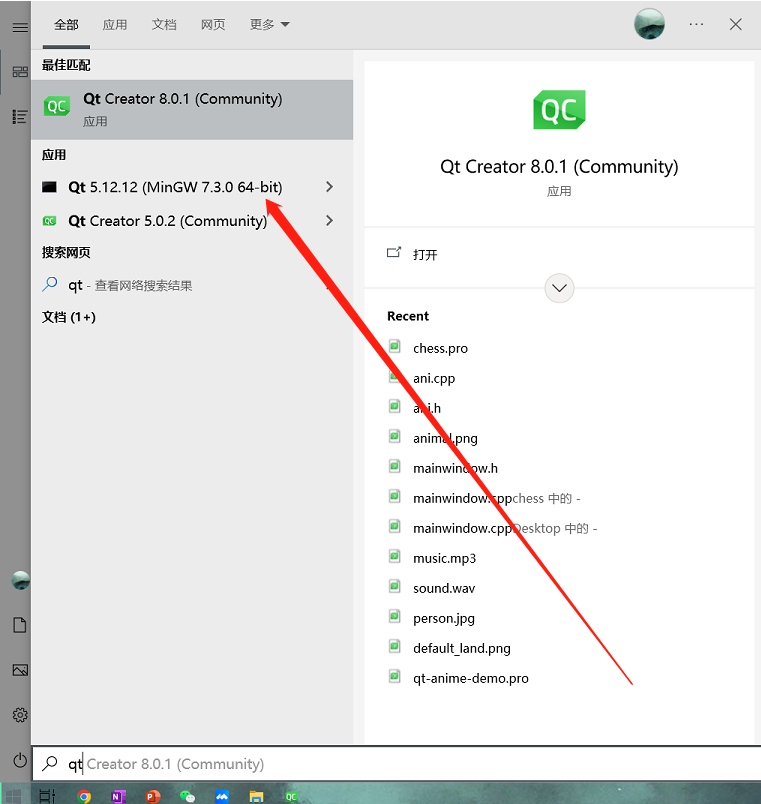 全部 应用 文档 网页 更多
最佳匹配
QC Qt Creator 8.0.1 (Community)
应用
应用
Qt 5.12.12 (MinGW 7.3.0 64-bit)
QC Qt Creator 5.0.2 (Community)
搜索网页
qt - 查看网络搜索结果
文档 (1+)
QC
Qt Creator 8.0.1 (Community)
应用
打开
Recent
chess.pro
ani.cpp
ani.h
animal.png
mainwindow.h
mainwindow.cppchess 中的 -
mainwindow.cppDesktop 中的 -
music.mp3
sound.wav
person.jpg
default_land.png
qt-anime-demo.pro
qt Creator 8.0.1 (Community)
N P QC